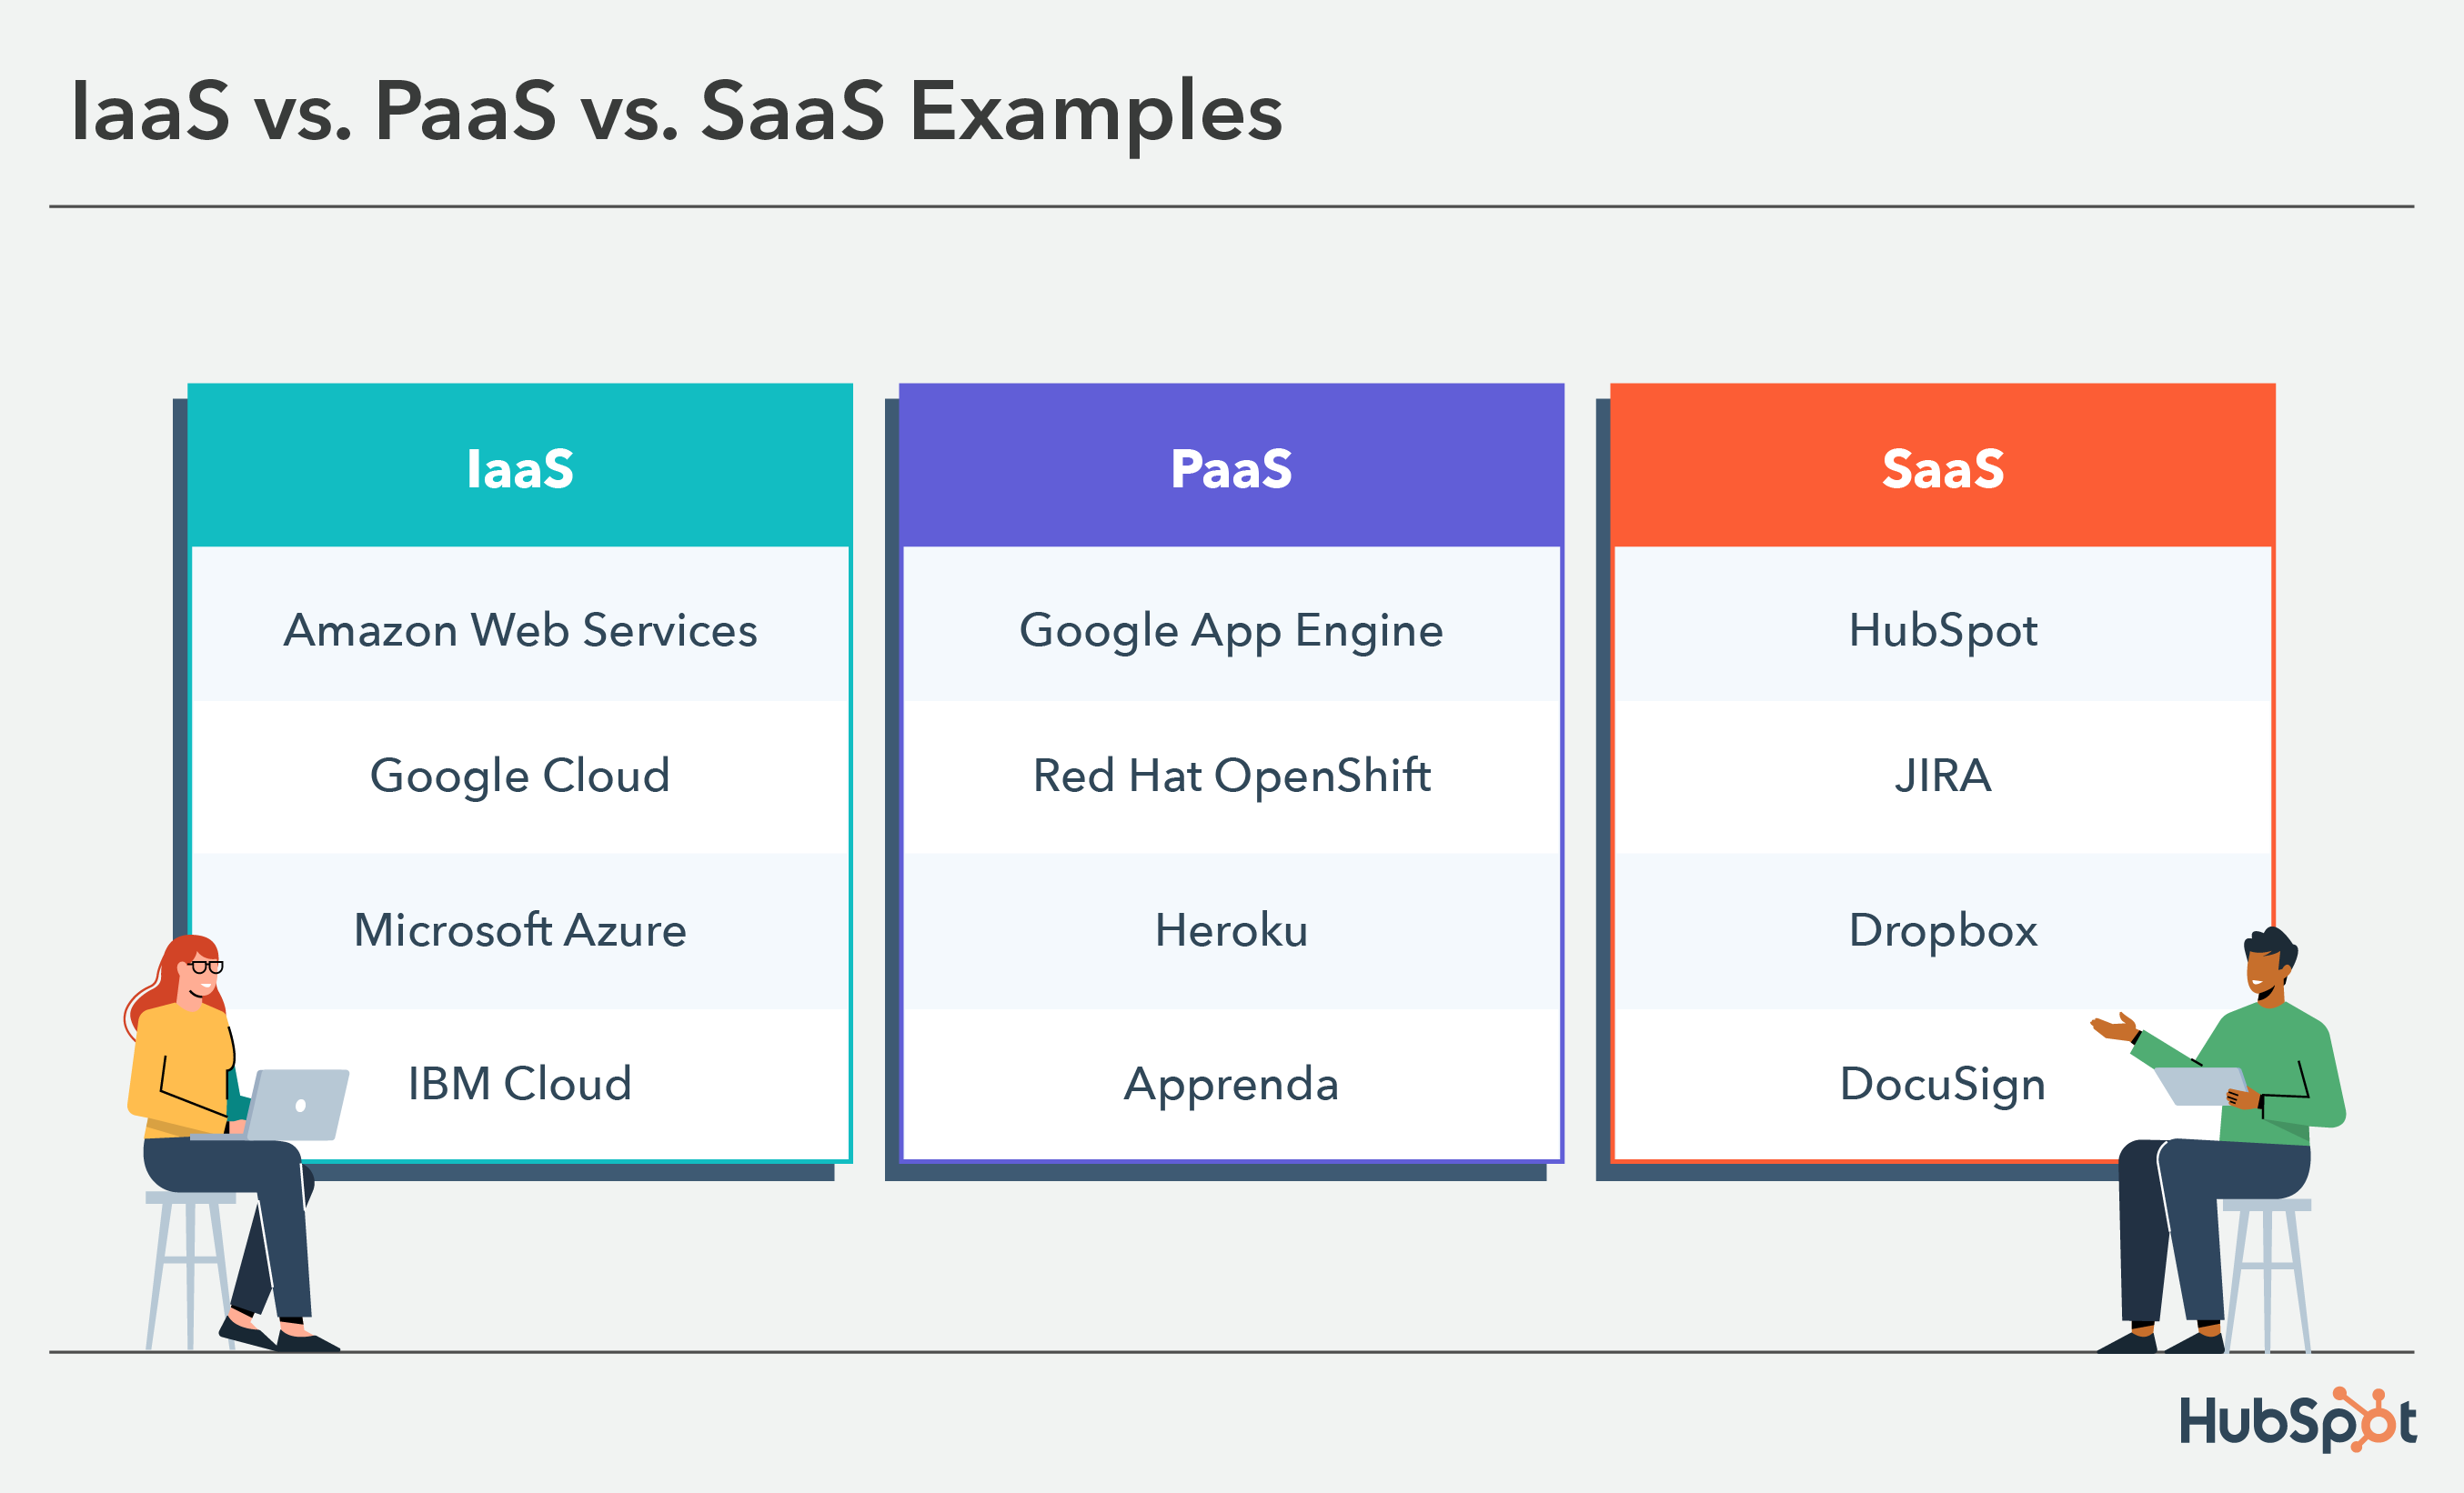 IaaS vs. PaaS vs. SaaS Examples
IaaS
Amazon Web Services
Google Cloud
Microsoft Azure
IBM Cloud
PaaS
Google App Engine
Red Hat OpenShift
Heroku
Apprenda
SaaS
HubSpot
JIRA
Dropbox
DocuSign
HubSpot